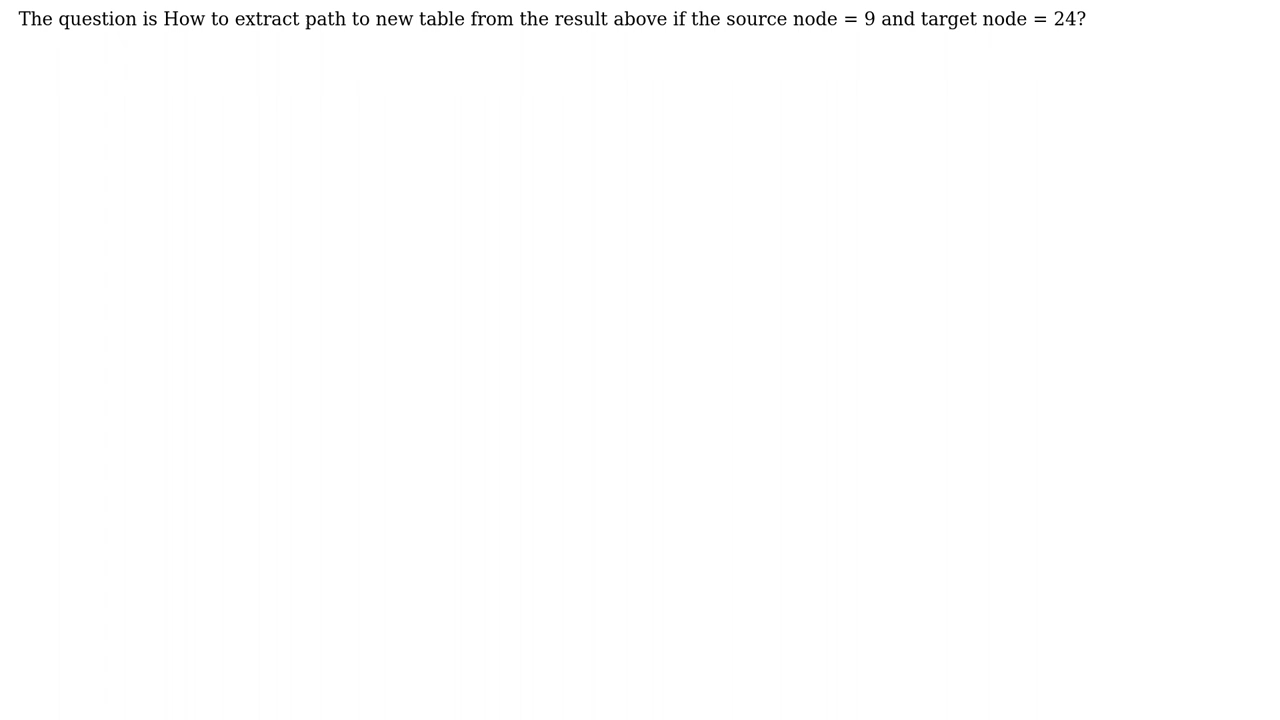 The question is How to extract path to new table from the result above if the source node = 9 and target node = 24?